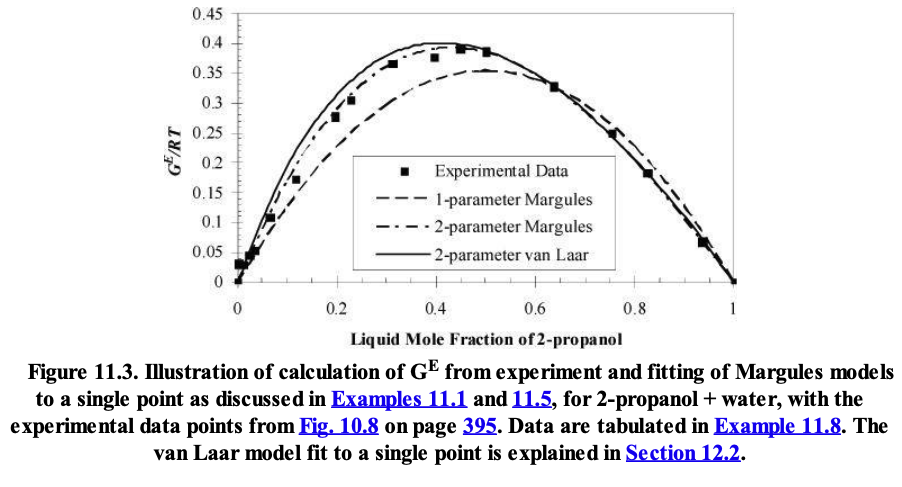 0.45
0.4
0.35
0.3
0.25
0.2
0.15
0.1
0.05
0
G^E/RT
Experimental Data
1-parameter Margules
2-parameter Margules
2-parameter van Laar
0 0.2 0.4 0.6 0.8 1
Liquid Mole Fraction of 2-propanol
Figure 11.3. Illustration of calculation of G^E from experiment and fitting of Margules models
to a single point as discussed in Examples 11.1 and 11.5, for 2-propanol + water, with the
experimental data points from Fig. 10.8 on page 395. Data are tabulated in Example 11.8. The
van Laar model fit to a single point is explained in Section 12.2.